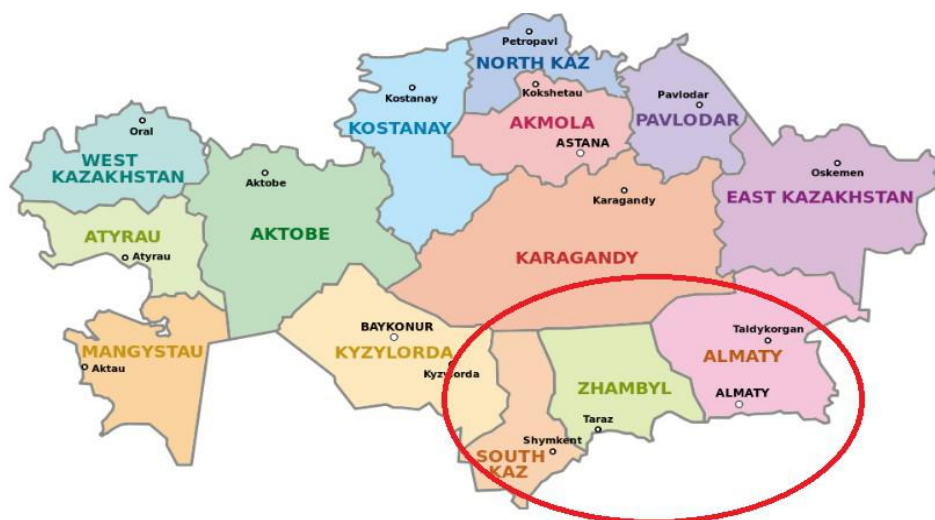 Petropavl
NORTH KAZ
Kostanay
Kokshetau
Pavlodar
KOSTANAY
AKMOLA
PAVLODAR
Oral
ASTANA
WEST
KAZAKHSTAN
Aktobe
Karagandy
Oskemen
EAST KAZAKHSTAN
ATYRAU
AKTOBE
Atyrau
KARAGANDY
BAYKONUR
Taldykorgan
MANGYSTAU
KYZYLORDA
ALMATY
Aktau
Kyzylorda
ZHAMBYL
ALMATY
Taraz
Shymkent
SOUTH
KAZ